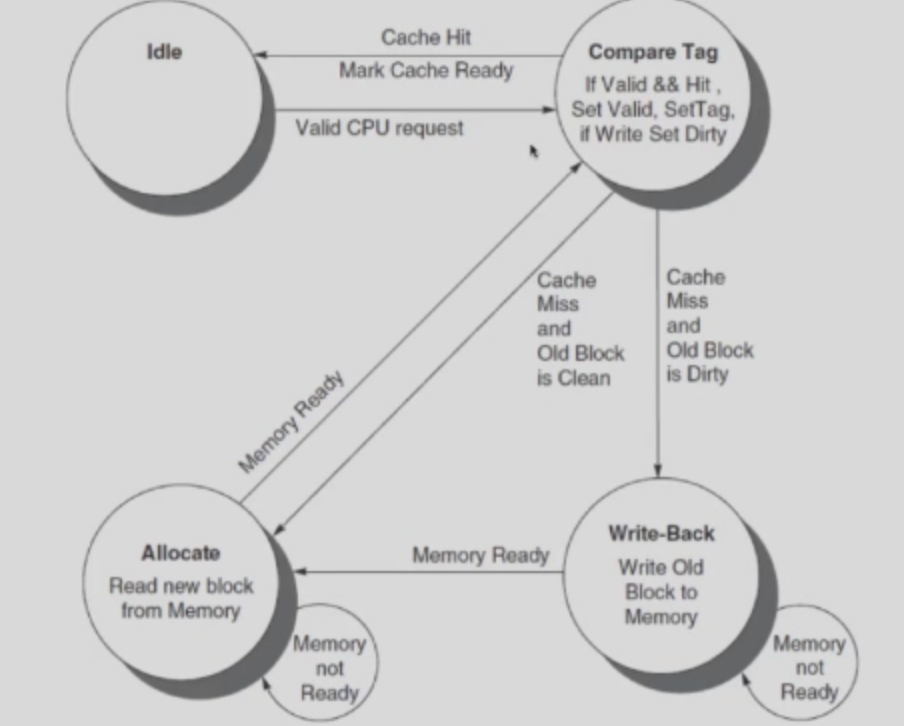 Idle
Cache Hit
Mark Cache Ready
Valid CPU request
Compare Tag
If Valid && Hit ,
Set Valid, SetTag,
if Write Set Dirty
Cache
Miss
and
Old Block
is Clean
Cache
Miss
and
Old Block
is Dirty
Memory Ready
Allocate
Read new block
from Memory
Memory
not
Ready
Memory Ready
Write-Back
Write Old
Block to
Memory
Memory
not
Ready